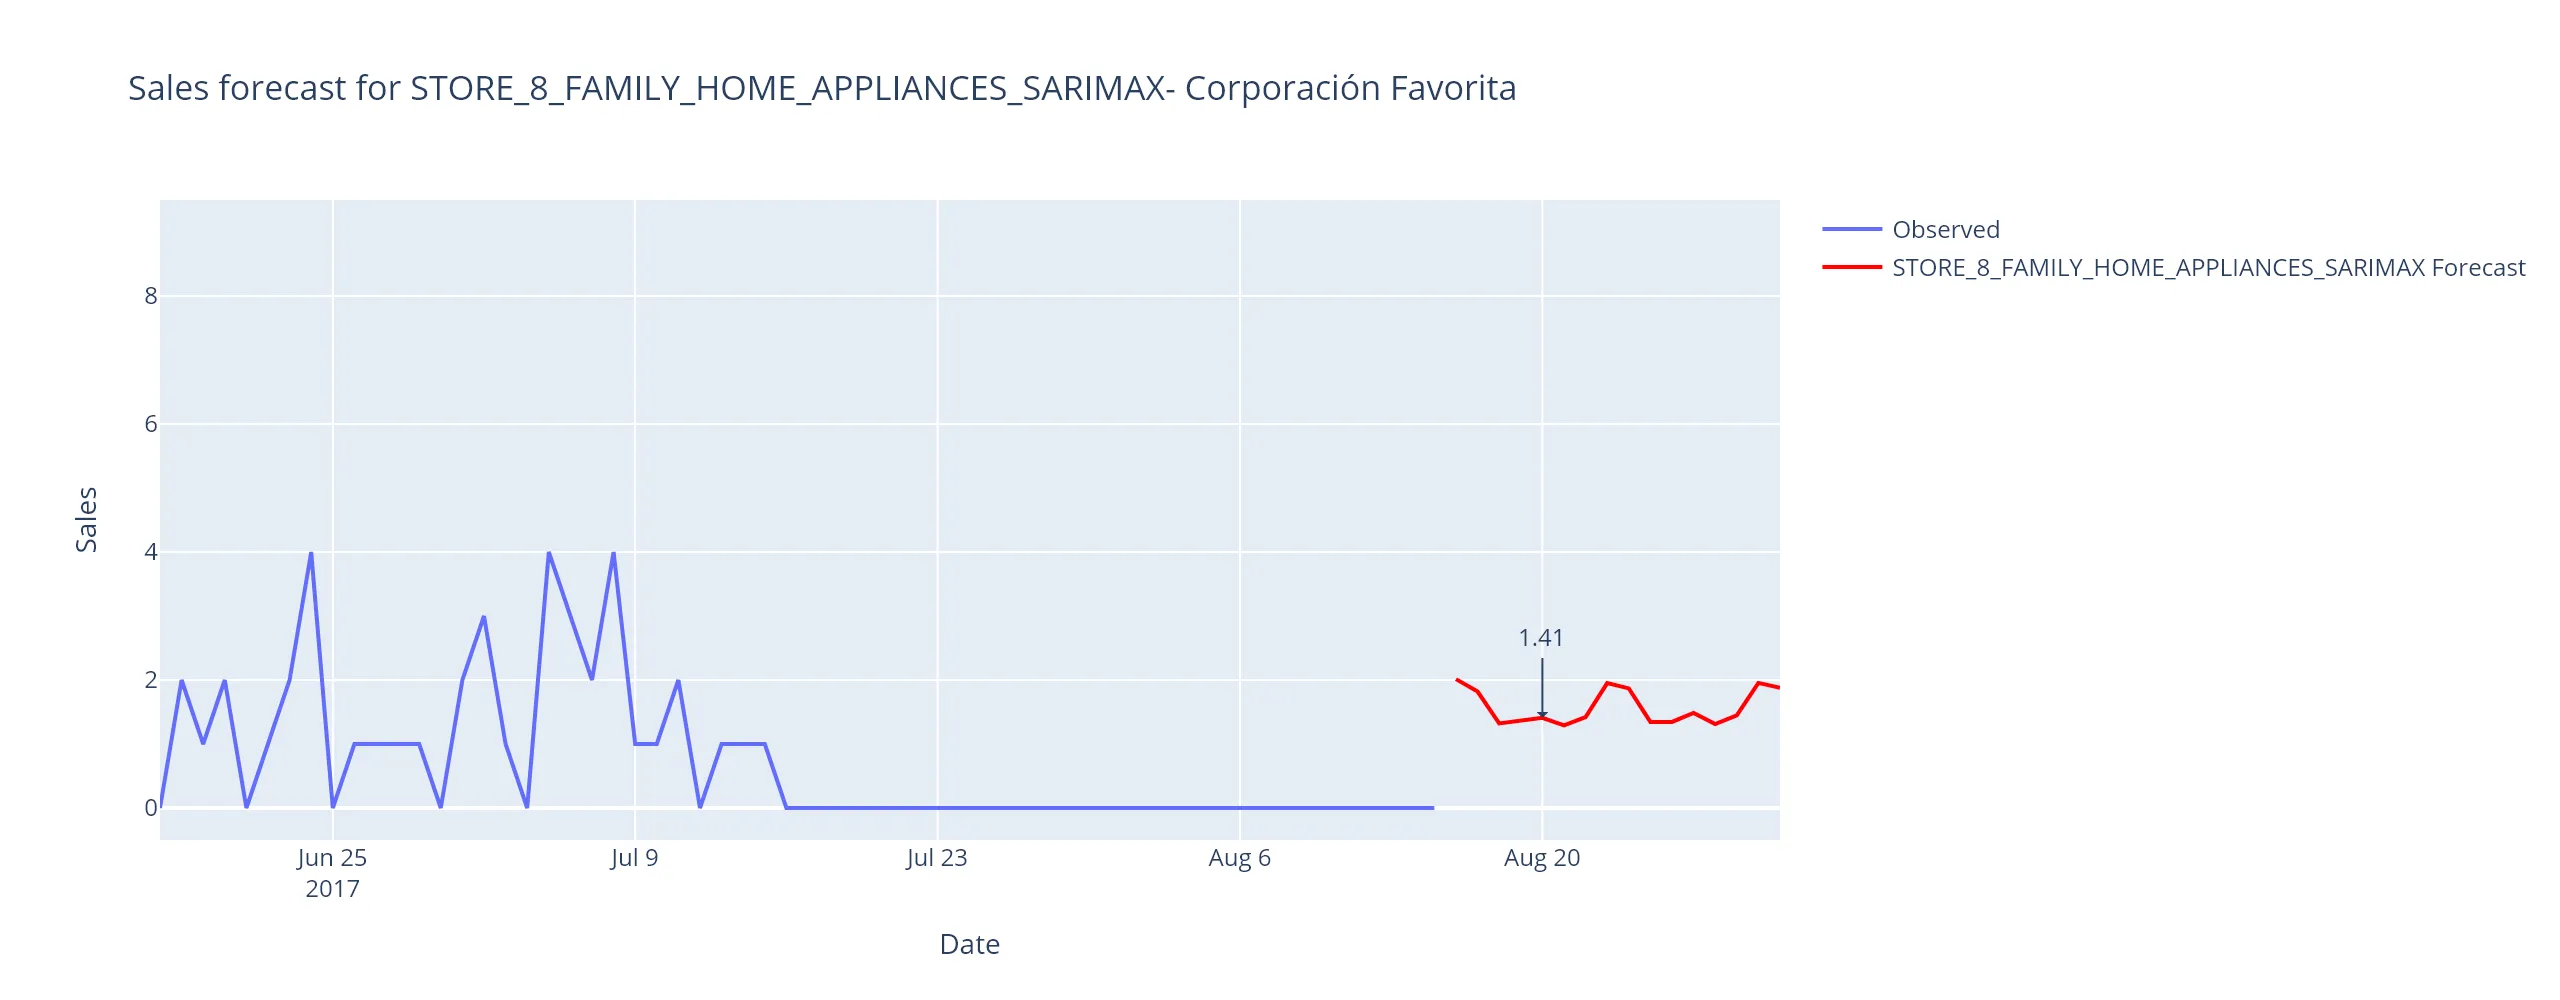 Sales forecast for STORE_8_FAMILY_HOME_APPLIANCES_SARIMAX- Corporación Favorita
Observed
STORE_8_FAMILY_HOME_APPLIANCES_SARIMAX Forecast
8
6
4
2
0
Sales
1.41
Jun 25
2017
Jul 9
Jul 23
Aug 6
Aug 20
Date